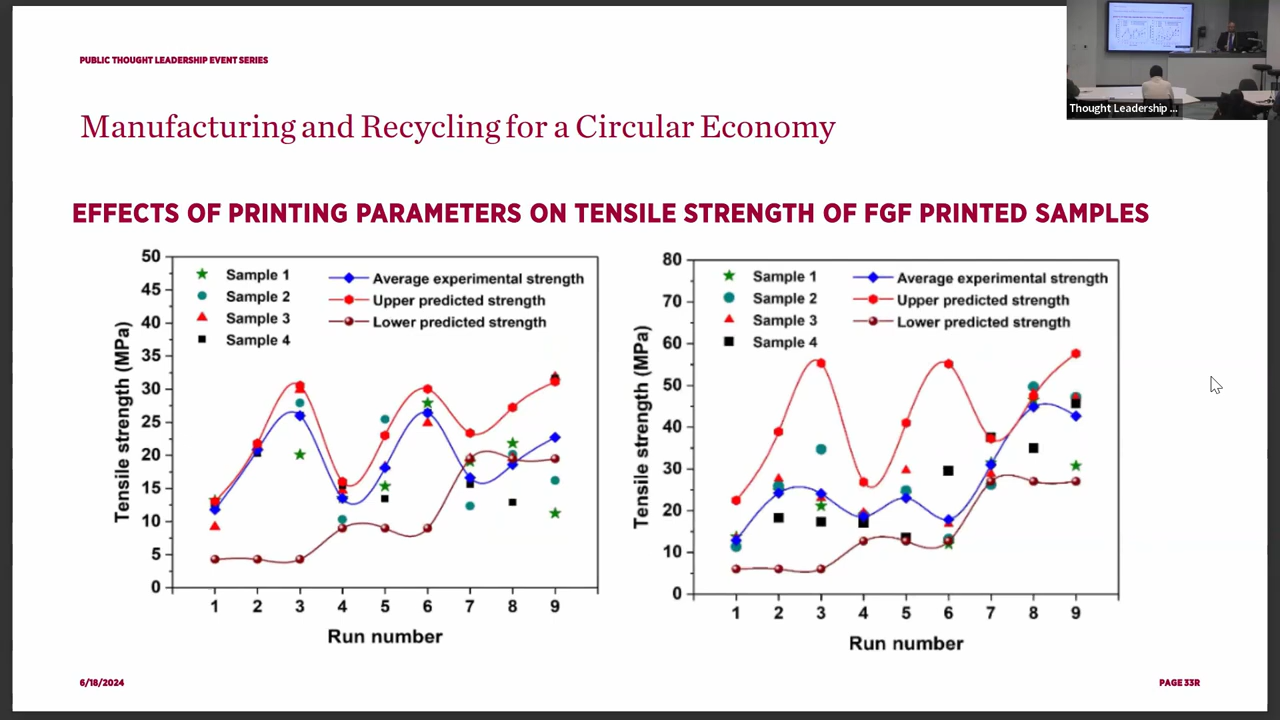 PUBLIC THOUGHT LEADERSHIP EVENT SERIES
Thought Leadership ...
Manufacturing and Recycling for a Circular Economy
EFFECTS OF PRINTING PARAMETERS ON TENSILE STRENGTH OF FGF PRINTED SAMPLES
50
45
40
35
30
25
20
15
10
5
0
Tensile strength (MPa)
Sample 1
Sample 2
Sample 3
Sample 4
Average experimental strength
Upper predicted strength
Lower predicted strength
1 2 3 4 5 6 7 8 9
Run number
80
70
60
50
40
30
20
10
0
Tensile strength (MPa)
Sample 1
Sample 2
Sample 3
Sample 4
Average experimental strength
Upper predicted strength
Lower predicted strength
1 2 3 4 5 6 7 8 9
Run number
6/18/2024
PAGE 33R